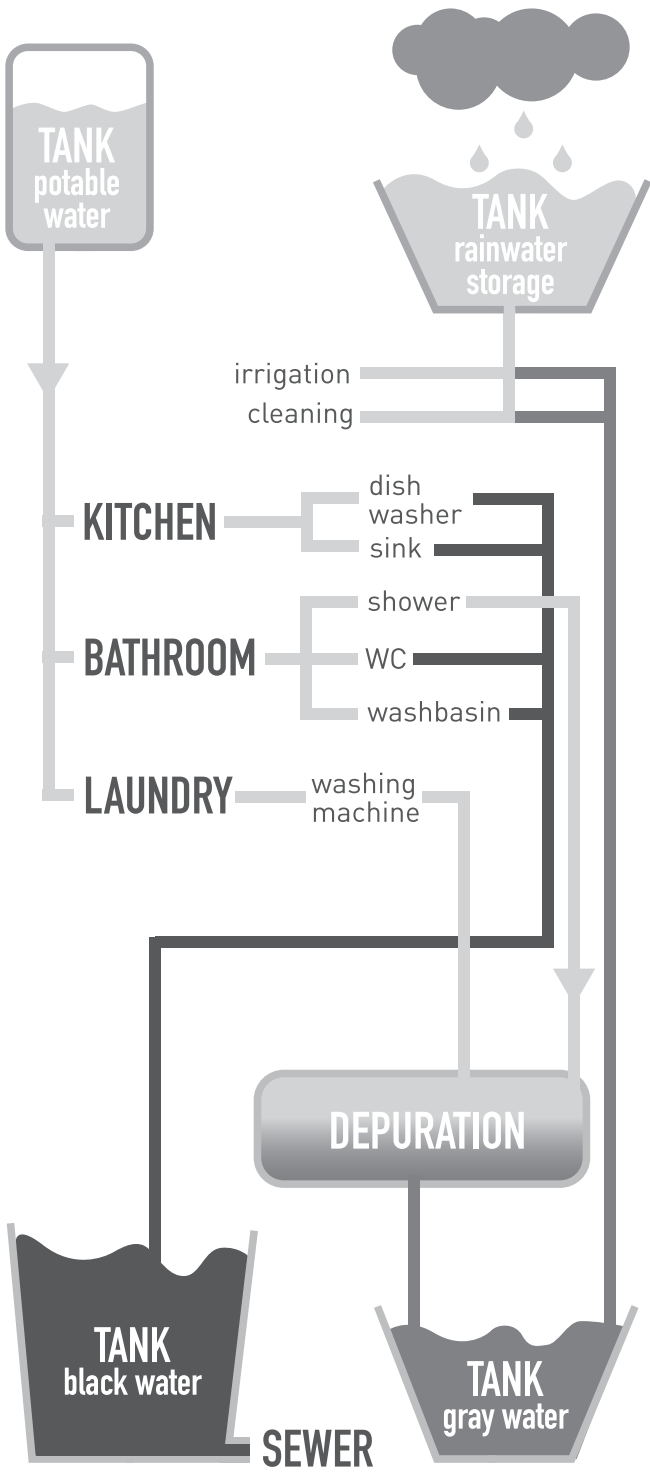 TANK
potable
water
TANK
rainwater
storage
irrigation
cleaning
KITCHEN
dish
washer
sink
BATHROOM
shower
WC
washbasin
LAUNDRY
washing
machine
DEPURATION
TANK
black water
SEWER
TANK
gray water